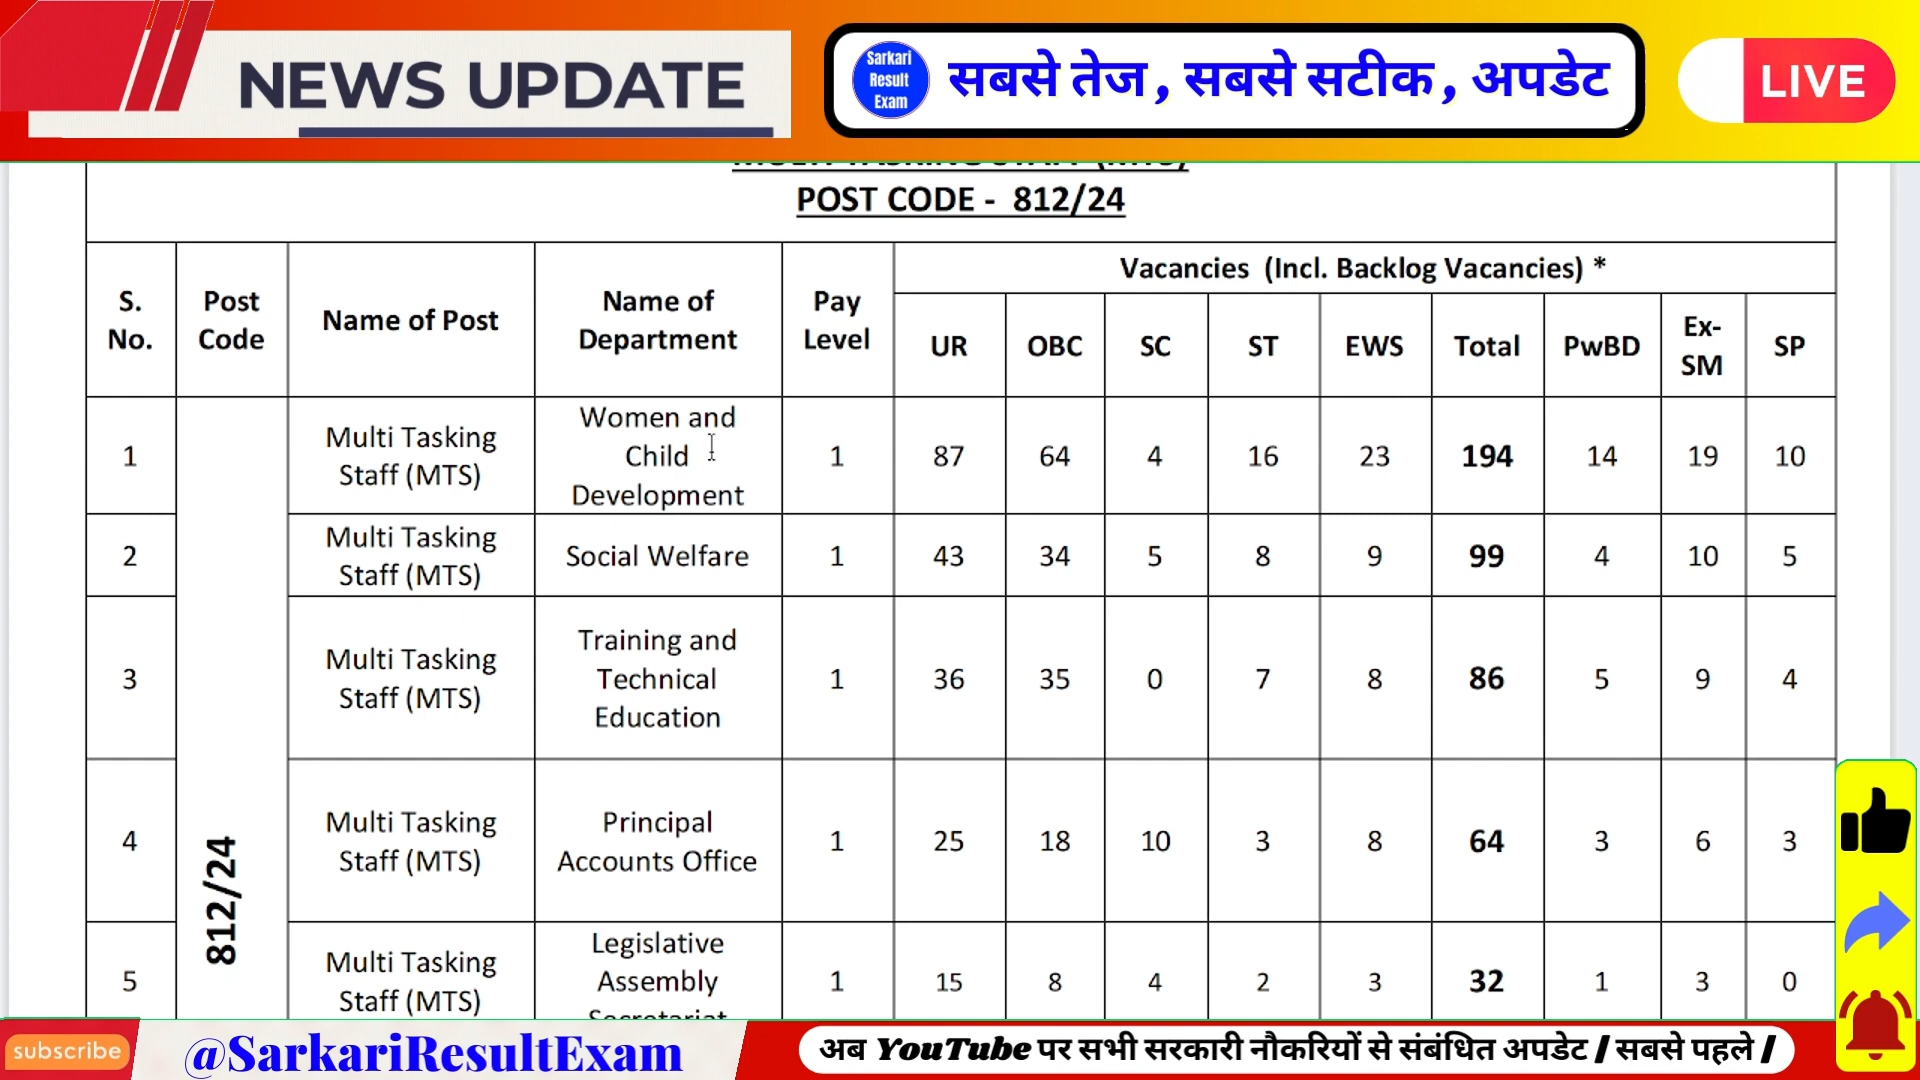 NEWS UPDATE
Sarkari
Result
Exam
सबसे तेज , सबसे सटीक , अपडेट
LIVE
MULTI TASKING STAFF (MTS)
POST CODE - 812/24
S. No. Post Code Name of Post Name of Department Pay Level Vacancies (Incl. Backlog Vacancies) *
UR OBC SC ST EWS Total PwBD Ex-SM SP
1 Multi Tasking Staff (MTS) Women and Child Development 1 87 64 4 16 23 194 14 19 10
2 Multi Tasking Staff (MTS) Social Welfare 1 43 34 5 8 9 99 4 10 5
3 Multi Tasking Staff (MTS) Training and Technical Education 1 36 35 0 7 8 86 5 9 4
4 Multi Tasking Staff (MTS) Principal Accounts Office 1 25 18 10 3 8 64 3 6 3
812/24
5 Multi Tasking Staff (MTS) Legislative Assembly Secretariat 1 15 8 4 2 3 32 1 3 0
subscribe
@SarkariResultExam
अब YouTube पर सभी सरकारी नौकरियों से संबंधित अपडेट / सबसे पहले /